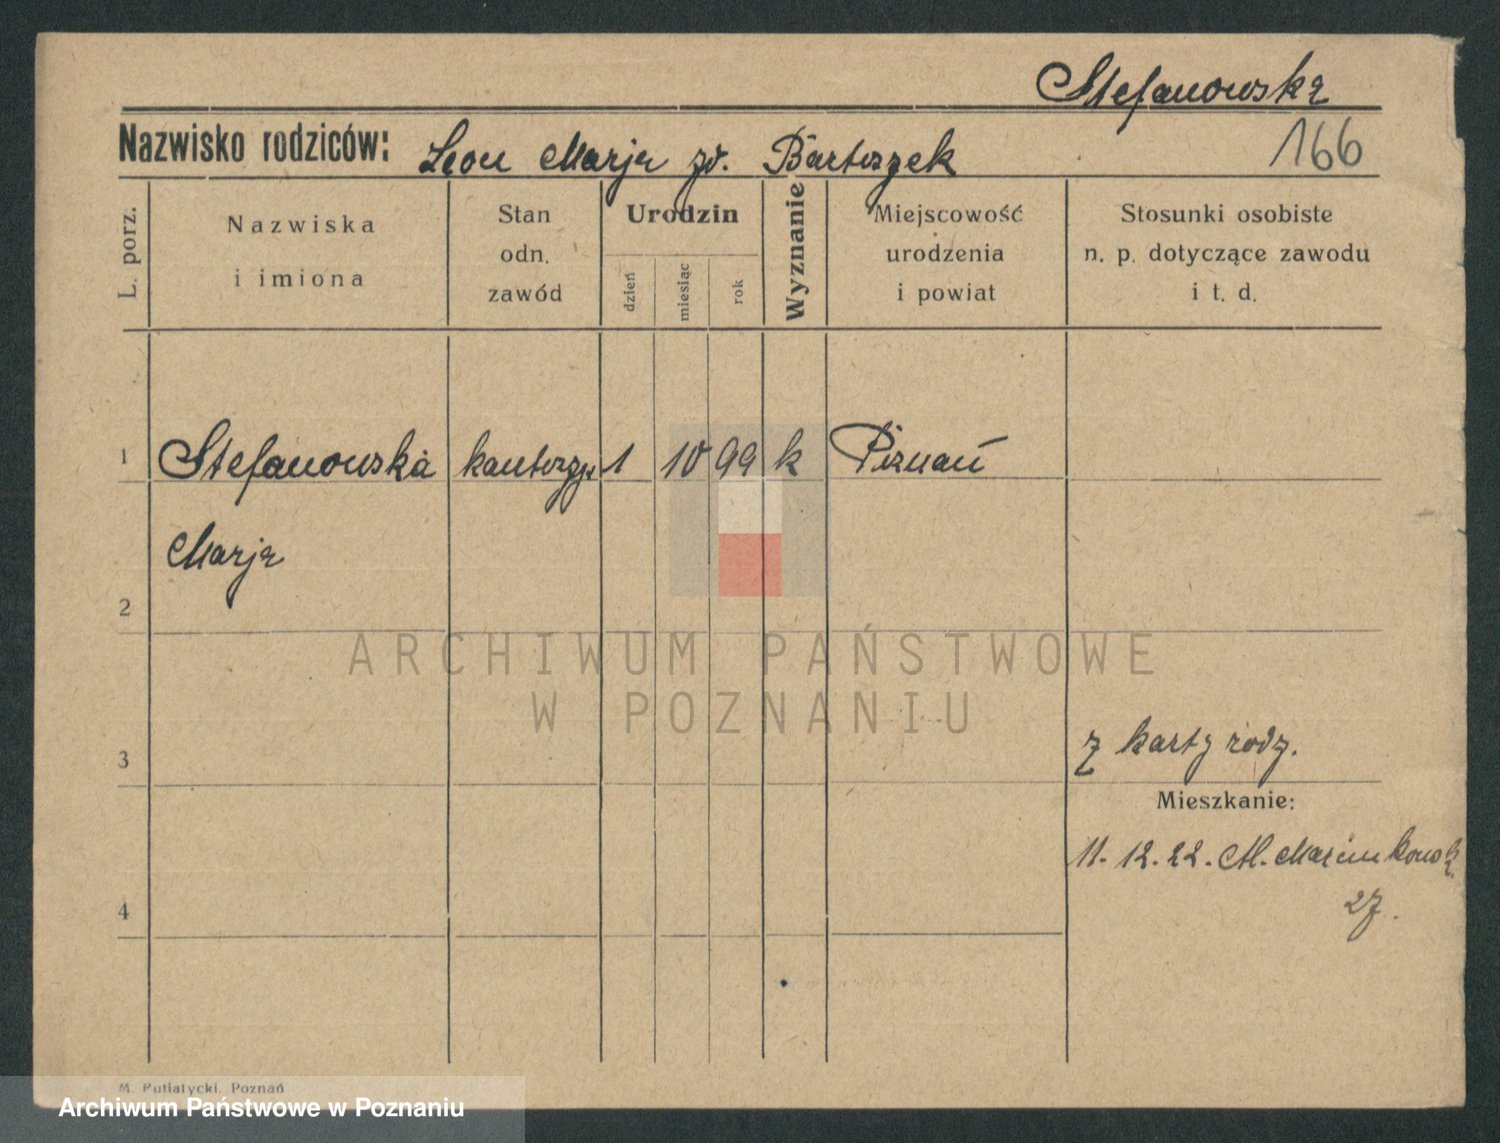 Stefanowska
Nazwisko rodziców: Leon Marja zd. Bartoszek
166
L. porz.
Nazwiska
i imiona
Stan
odn.
zawód
Urodzin
dzień
miesiąc
rok
Wyznanie
Miejscowość
urodzenia
i powiat
Stosunki osobiste
n. p. dotyczące zawodu
i t. d.
1 Stefanowska 1 10 99 k Poznań
Marja
2
ARCHIWUM PAŃSTWOWE
W POZNANIU
3 z karty rodz.
Mieszkanie:
11. 12. 22.
27.
4
M. Putiatycki, Poznań
Archiwum Państwowe w Poznaniu